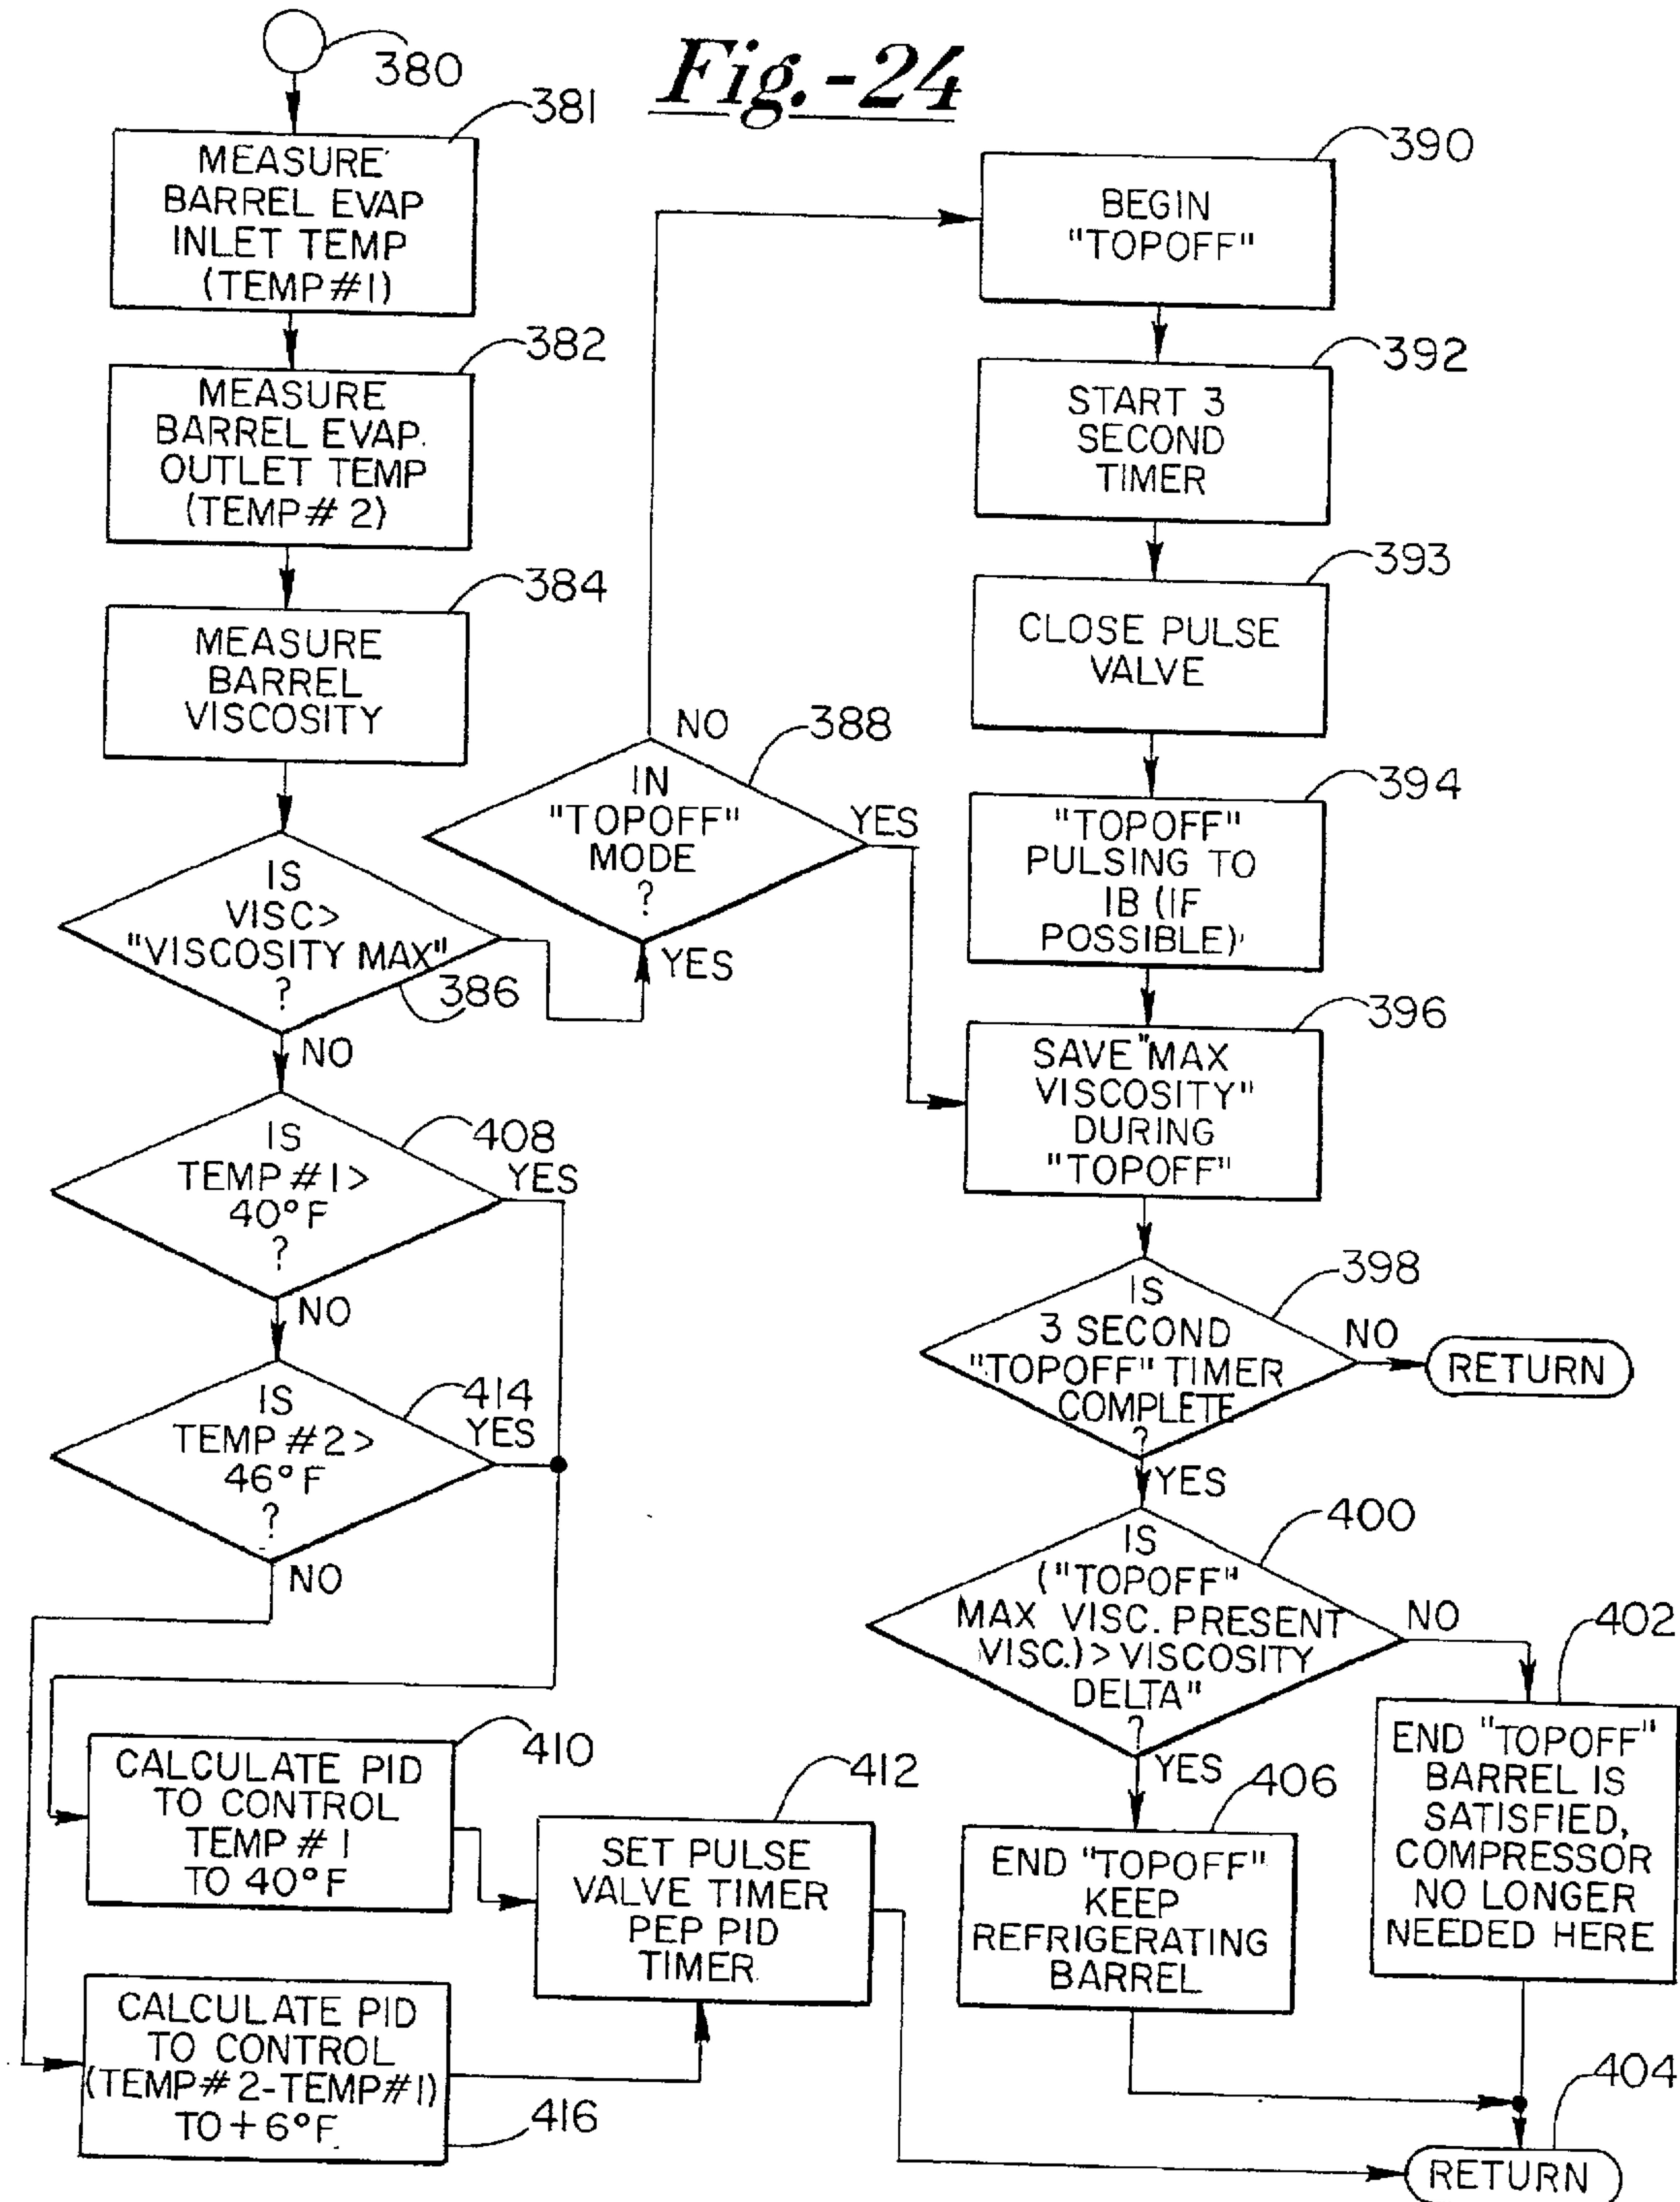 Fig.-24
380
381
MEASURE
BARREL EVAP
INLET TEMP
(TEMP #1)
382
MEASURE
BARREL EVAP.
OUTLET TEMP
(TEMP # 2)
384
MEASURE
BARREL
VISCOSITY
IS
VISC>
"VISCOSITY MAX"
?
386
YES
NO
388
IN
"TOPOFF"
MODE
?
NO
YES
390
BEGIN
"TOPOFF"
392
START 3
SECOND
TIMER
393
CLOSE PULSE
VALVE
394
"TOPOFF"
PULSING TO
IB (IF
POSSIBLE)
396
SAVE "MAX
VISCOSITY"
DURING
"TOPOFF"
398
IS
3 SECOND
"TOPOFF" TIMER
COMPLETE
?
NO
RETURN
YES
400
IS
("TOPOFF"
MAX VISC. PRESENT
VISC.) > VISCOSITY
DELTA"
?
NO
YES
402
END "TOPOFF"
BARREL IS
SATISFIED,
COMPRESSOR
NO LONGER
NEEDED HERE
406
END "TOPOFF"
KEEP
REFRIGERATING
BARREL
404
RETURN
408
IS
TEMP #1>
40°F
?
YES
NO
414
IS
TEMP #2>
46°F
?
YES
NO
410
CALCULATE PID
TO CONTROL
TEMP # 1
TO 40°F
412
SET PULSE
VALVE TIMER
PEP PID
TIMER
416
CALCULATE PID
TO CONTROL
(TEMP# 2-TEMP#1)
TO + 6°F